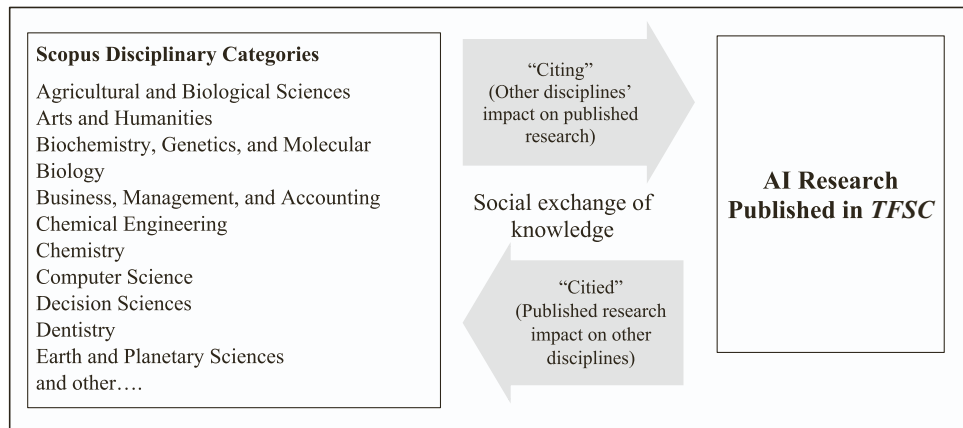 Scopus Disciplinary Categories
Agricultural and Biological Sciences
Arts and Humanities
Biochemistry, Genetics, and Molecular
Biology
Business, Management, and Accounting
Chemical Engineering
Chemistry
Computer Science
Decision Sciences
Dentistry
Earth and Planetary Sciences
and other….
“Citing”
(Other disciplines’
impact on published
research)
Social exchange of
knowledge
“Citied”
(Published research
impact on other
disciplines)
AI Research
Published in TFSC